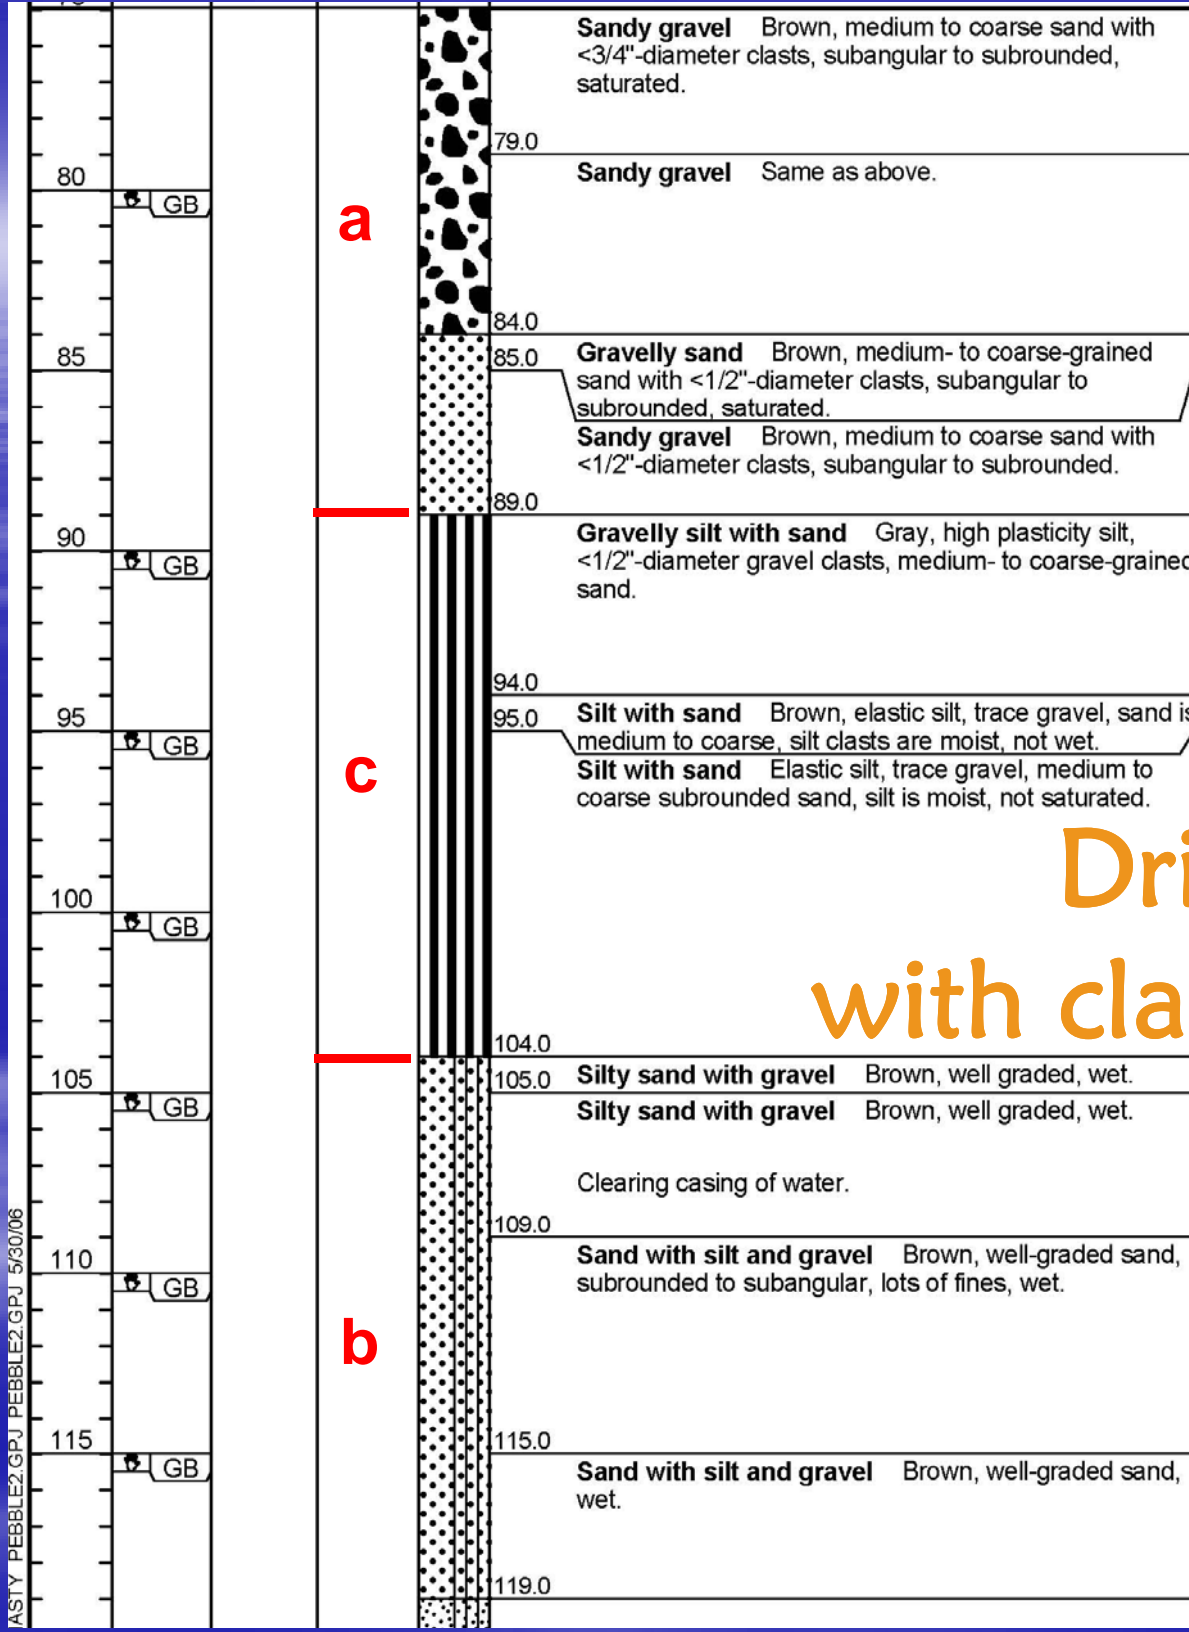 Sandy gravel Brown, medium to coarse sand with
<3/4"-diameter clasts, subangular to subrounded,
saturated.
79.0
80
Sandy gravel Same as above.
GB
a
84.0
85
85.0
Gravelly sand Brown, medium- to coarse-grained
sand with <1/2"-diameter clasts, subangular to
subrounded, saturated.
Sandy gravel Brown, medium to coarse sand with
<1/2"-diameter clasts, subangular to subrounded.
89.0
90
Gravelly silt with sand Gray, high plasticity silt,
<1/2"-diameter gravel clasts, medium- to coarse-grained
sand.
GB
94.0
95
95.0
Silt with sand Brown, elastic silt, trace gravel, sand is
medium to coarse, silt clasts are moist, not wet.
GB
Silt with sand Elastic silt, trace gravel, medium to
coarse subrounded sand, silt is moist, not saturated.
c
Dri
100
GB
with cla
104.0
105
105.0
Silty sand with gravel Brown, well graded, wet.
GB
Silty sand with gravel Brown, well graded, wet.
Clearing casing of water.
109.0
110
Sand with silt and gravel Brown, well-graded sand,
subrounded to subangular, lots of fines, wet.
GB
b
115
115.0
GB
Sand with silt and gravel Brown, well-graded sand,
wet.
119.0
ASTY PEBBLE2.GPJ PEBBLE2.GPJ 5/30/06